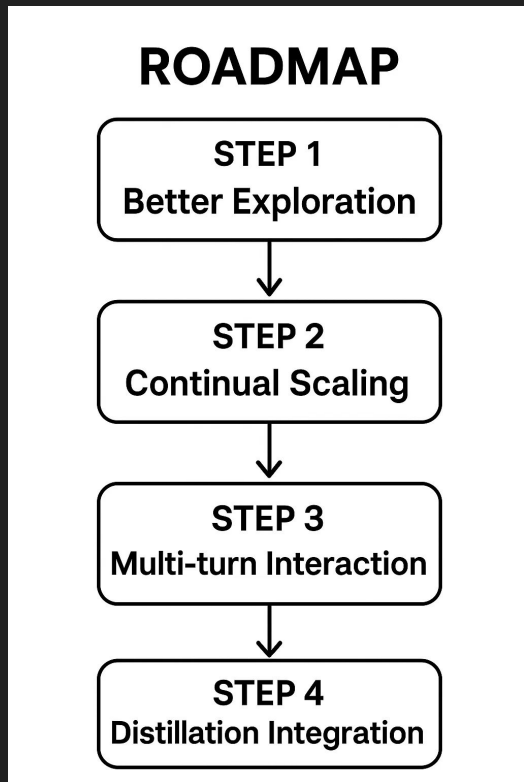 ROADMAP
STEP 1
Better Exploration
STEP 2
Continual Scaling
STEP 3
Multi-turn Interaction
STEP 4
Distillation Integration